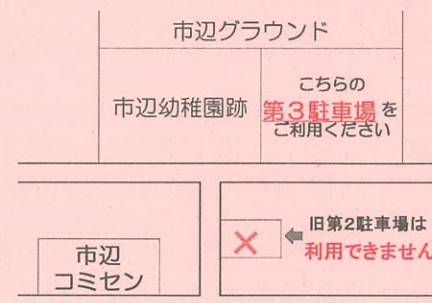 市辺グラウンド
市辺幼稚園跡
こちらの
第3駐車場を
ご利用ください
旧第2駐車場は
利用できません
市辺
コミセン